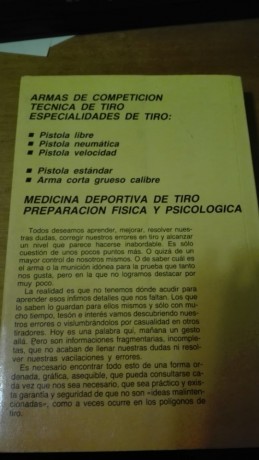 ARMAS DE COMPETICION
TECNICA DE TIRO
ESPECIALIDADES DE TIRO:
■ Pistola libre
■ Pistola neumática
■ Pistola velocidad
■ Pistola estándar
■ Arma corta grueso calibre
MEDICINA DEPORTIVA DE TIRO
PREPARACION FISICA Y PSICOLOGICA
Todos deseamos aprender, mejorar, resolver nues-
tras dudas, corregir nuestros errores en tiro y alcanzar
un nivel que parece hacerse inabordable. Es sólo
cuestión de unos pocos puntos más. O quizá de un
mayor control de nosotros mismos. O de saber cuál es
el arma o la munición idónea para la prueba que tanto
nos gusta, pero en la que no logramos destacar por
muy poco.
La realidad es que no tenemos dónde acudir para
aprender esos íntimos detalles que nos faltan. Los que
lo saben lo guardan para ellos mismos y sólo con mu-
cho tiempo, tesón e interés vamos descubriendo nues-
tros errores o vislumbrándolos por casualidad en otros
tiradores. Hoy es una palabra quí, mañana un gesto
allá. Pero son informaciones fragmentarias, incomple-
tas, que no acaban de llenar nuestras dudas ni resol-
ver nuestras vacilaciones y errores.
Es necesario encontrar todo esto de una forma or-
denada, gráfica, asequible, que pueda consultarse ca-
da vez que nos sea necesario, que sea práctico y exis-
ta garantía y seguridad de que no son «ideas malinten-
cionadas», como a veces ocurre en los polígonos de
tiro.